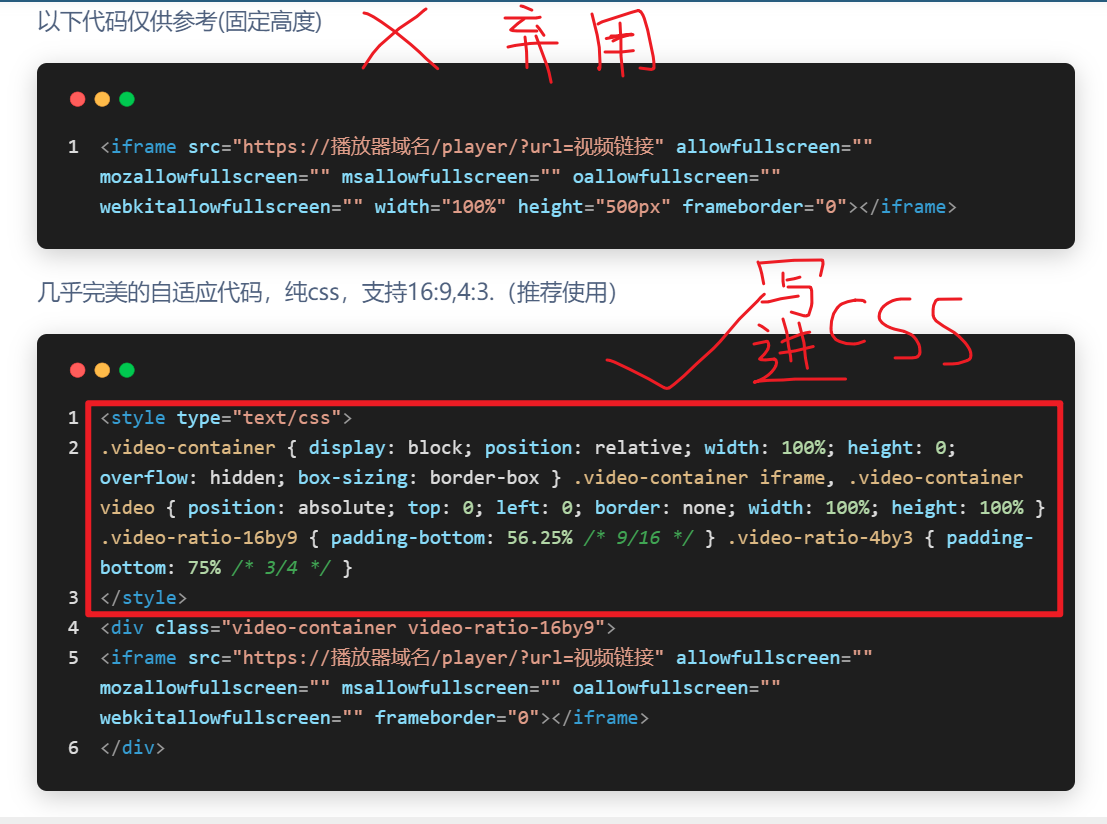 以下代码仅供参考(固定高度)
弃用
1 <iframe src="https://播放器域名/player/?url=视频链接" allowfullscreen=""
mozallowfullscreen="" msallowfullscreen="" oallowfullscreen=""
webkitallowfullscreen="" width="100%" height="500px" frameborder="0"></iframe>
几乎完美的自适应代码，纯css，支持16:9,4:3.（推荐使用）
写
进CSS
1 <style type="text/css">
2 .video-container { display: block; position: relative; width: 100%; height: 0;
overflow: hidden; box-sizing: border-box } .video-container iframe, .video-container
video { position: absolute; top: 0; left: 0; border: none; width: 100%; height: 100% }
.video-ratio-16by9 { padding-bottom: 56.25% /* 9/16 */ } .video-ratio-4by3 { padding-
bottom: 75% /* 3/4 */ }
3 </style>
4 <div class="video-container video-ratio-16by9">
5 <iframe src="https://播放器域名/player/?url=视频链接" allowfullscreen=""
mozallowfullscreen="" msallowfullscreen="" oallowfullscreen=""
webkitallowfullscreen="" frameborder="0"></iframe>
6 </div>